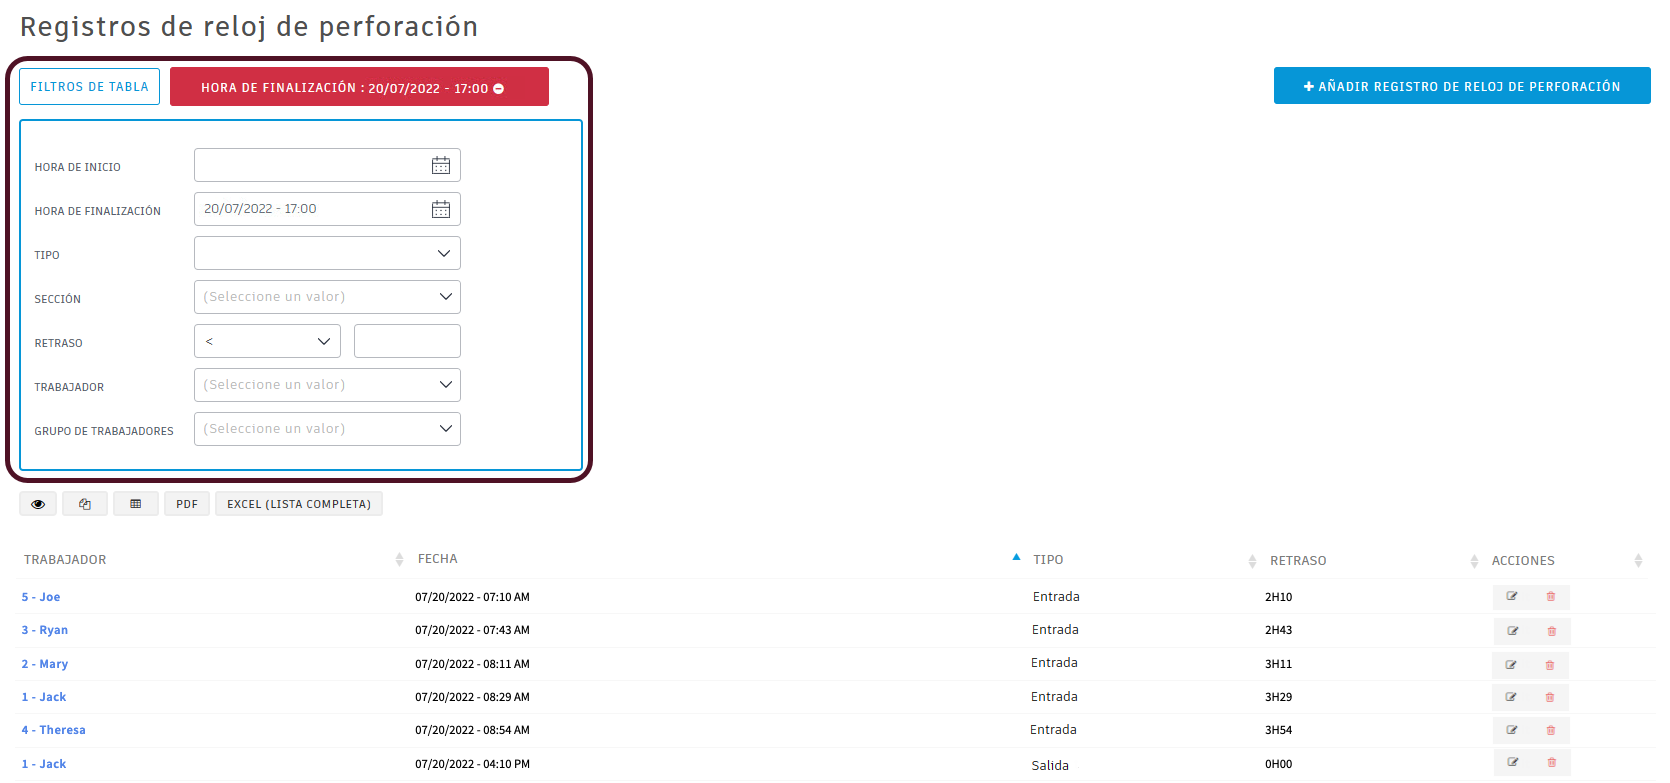 Registros de reloj de perforación
FILTROS DE TABLA
HORA DE FINALIZACIÓN : 20/07/2022 - 17:00
AÑADIR REGISTRO DE RELOJ DE PERFORACIÓN
HORA DE INICIO
HORA DE FINALIZACIÓN 20/07/2022 - 17:00
TIPO
SECCIÓN (Seleccione un valor)
RETRASO <
TRABAJADOR (Seleccione un valor)
GRUPO DE TRABAJADORES (Seleccione un valor)
PDF EXCEL (LISTA COMPLETA)
TRABAJADOR FECHA TIPO RETRASO ACCIONES
5 - Joe 07/20/2022 - 07:10 AM Entrada 2H10
3 - Ryan 07/20/2022 - 07:43 AM Entrada 2H43
2 - Mary 07/20/2022 - 08:11 AM Entrada 3H11
1 - Jack 07/20/2022 - 08:29 AM Entrada 3H29
4 - Theresa 07/20/2022 - 08:54 AM Entrada 3H54
1 - Jack 07/20/2022 - 04:10 PM Salida 0H00